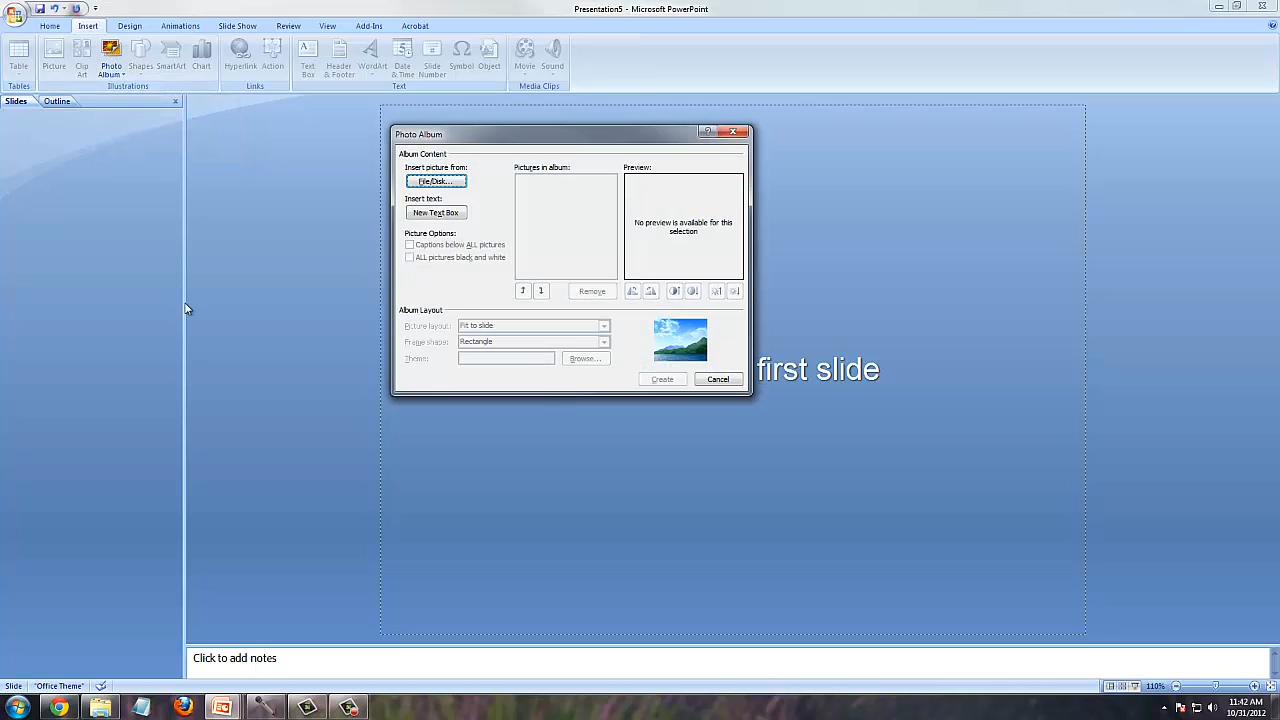 Presentation5 - Microsoft PowerPoint
Home Insert Design Animations Slide Show Review View Add-Ins Acrobat
Table Picture Clip Art Photo Album Shapes SmartArt Chart Hyperlink Action Text Box Header & Footer WordArt Date & Time Slide Number Symbol Object Movie Sound
Tables Illustrations Links Text Media Clips
Slides Outline
Photo Album
Album Content
Insert picture from: Pictures in album: Preview:
File/Disk...
Insert text:
New Text Box
No preview is available for this
selection
Picture Options:
Captions below ALL pictures
ALL pictures black and white
Remove
Album Layout
Picture layout: Fit to slide
Frame shape: Rectangle
Theme: Browse...
Create Cancel
first slide
Click to add notes
Slide "Office Theme" 110%
11:42 AM
10/31/2012